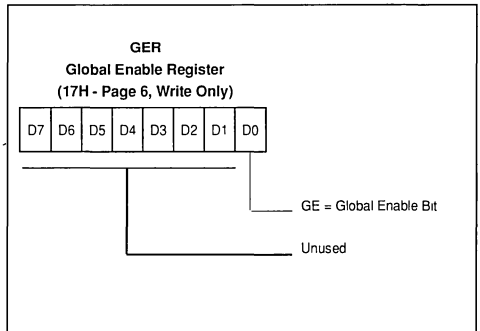 GER
Global Enable Register
(17H - Page 6, Write Only)
D7 D6 D5 D4 D3 D2 D1 D0
GE = Global Enable Bit
Unused